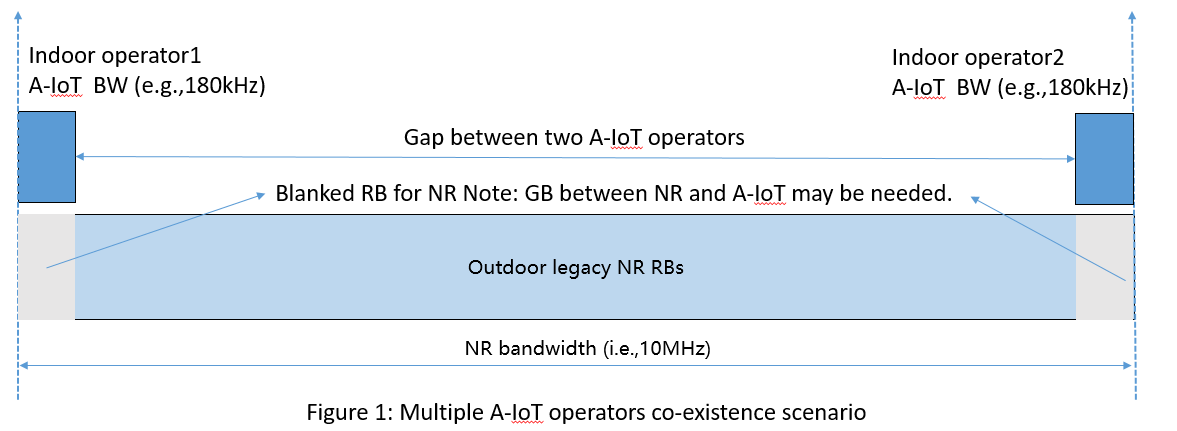 Indoor operator1
A-IoT  BW (e.g.,180kHz)
Indoor operator2
A-IoT  BW (e.g.,180kHz)
Gap between two A-IoT operators
Blanked RB for NR Note: GB between NR and A-IoT may be needed.
Outdoor legacy NR RBs
NR bandwidth (i.e.,10MHz)
Figure 1: Multiple A-IoT operators co-existence scenario